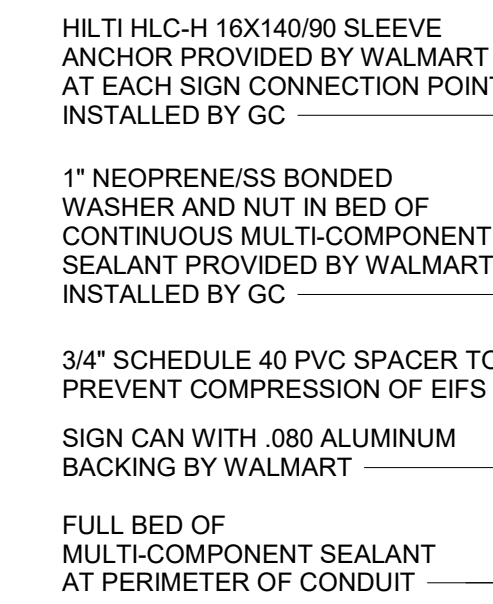 HILTI HLC-H 16X140/90 SLEEVE
ANCHOR PROVIDED BY WALMART
AT EACH SIGN CONNECTION POINT
INSTALLED BY GC
1" NEOPRENE/SS BONDED
WASHER AND NUT IN BED OF
CONTINUOUS MULTI-COMPONENT
SEALANT PROVIDED BY WALMART
INSTALLED BY GC
3/4" SCHEDULE 40 PVC SPACER TO
PREVENT COMPRESSION OF EIFS
SIGN CAN WITH .080 ALUMINUM
BACKING BY WALMART
FULL BED OF
MULTI-COMPONENT SEALANT
AT PERIMETER OF CONDUIT